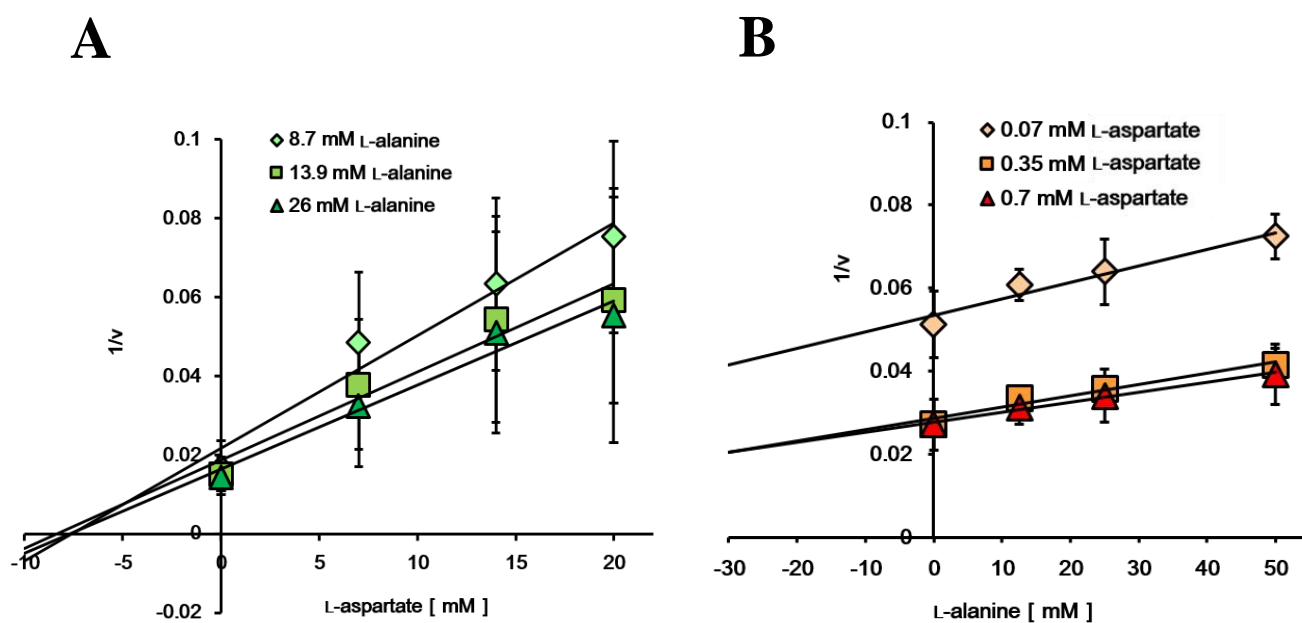 A
B
0.1
0.08
0.06
0.04
0.02
0
-0.02
1/v
8.7 mM L-alanine
13.9 mM L-alanine
26 mM L-alanine
-10 -5 0 5 10 15 20
L-aspartate [ mM ]
0.1
0.08
0.06
0.04
0.02
0
1/v
0.07 mM L-aspartate
0.35 mM L-aspartate
0.7 mM L-aspartate
-30 -20 -10 0 10 20 30 40 50
L-alanine [ mM ]